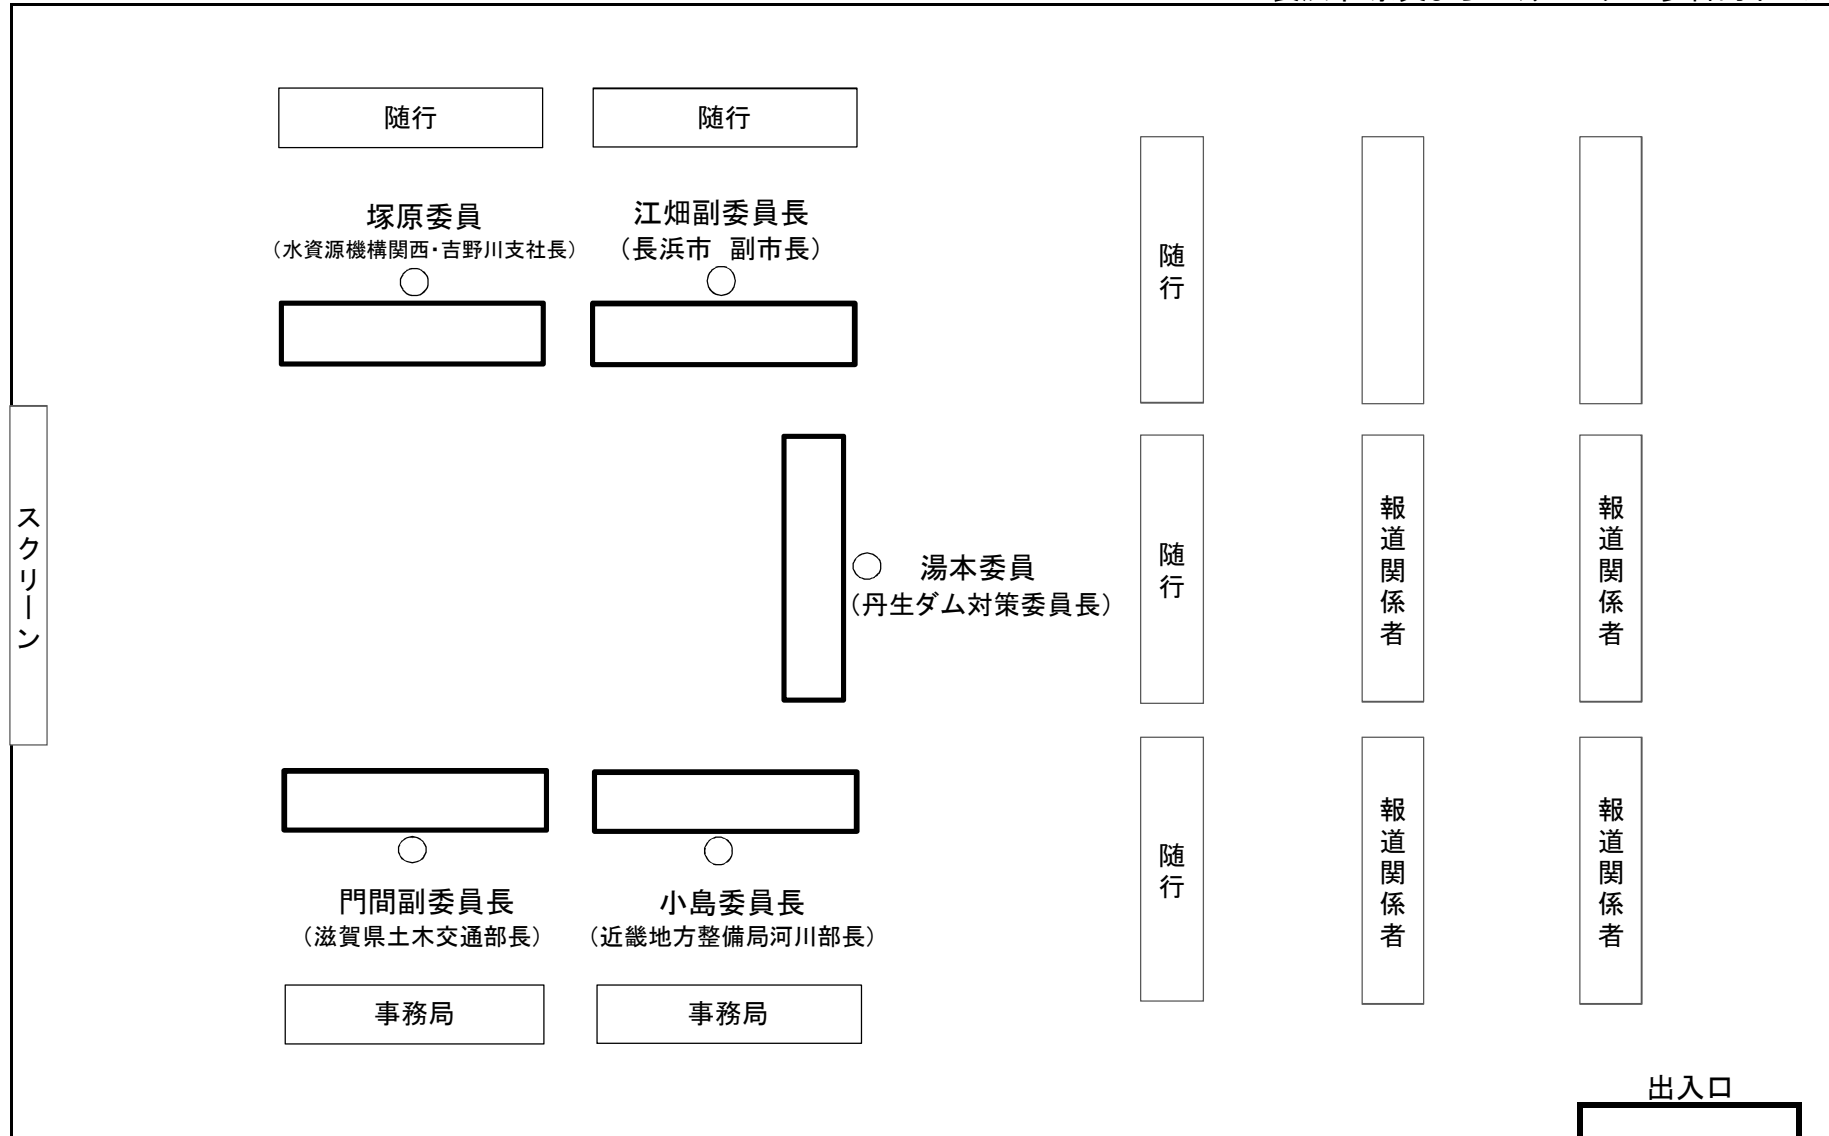 随行
随行
塚原委員
（水資源機構関西・吉野川支社長）
江畑副委員長
（長浜市　副市長）
随行
スクリーン
湯本委員
（丹生ダム対策委員長）
随行
報道関係者
報道関係者
門間副委員長
（滋賀県土木交通部長）
小島委員長
（近畿地方整備局河川部長）
随行
報道関係者
報道関係者
事務局
事務局
出入口